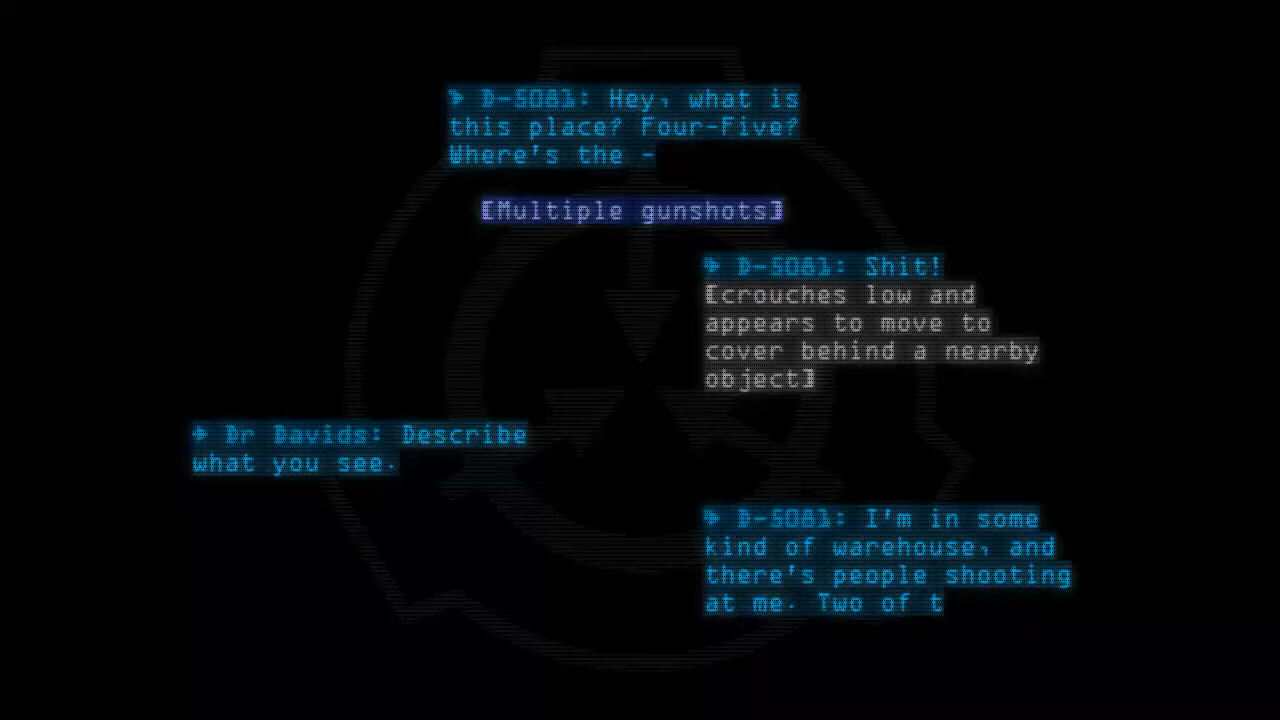 > D-5081: Hey, what is
this place? Four-Five?
Where's the -
[Multiple gunshots]
> D-5081: Shit!
[crouches low and
appears to move to
cover behind a nearby
object]
> Dr Davids: Describe
what you see.
> D-5081: I'm in some
kind of warehouse, and
there's people shooting
at me. Two of t